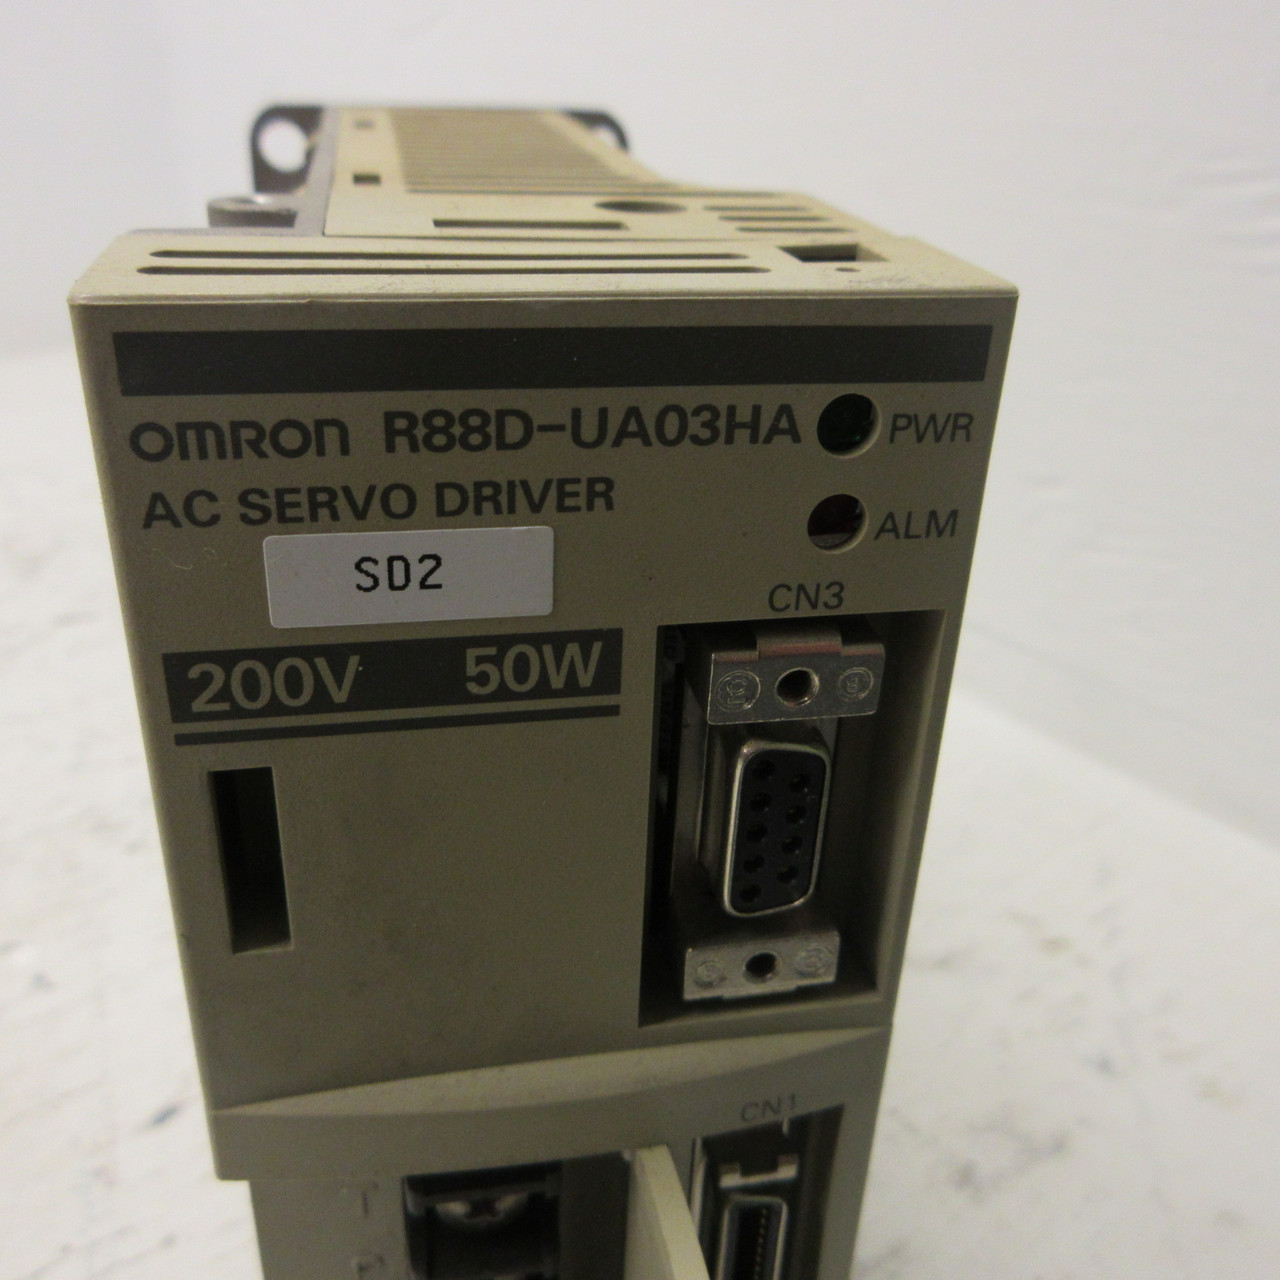 OMRON R88D-UA03HA PWR
AC SERVO DRIVER ALM
SD2
CN3
200V 50W
CN1